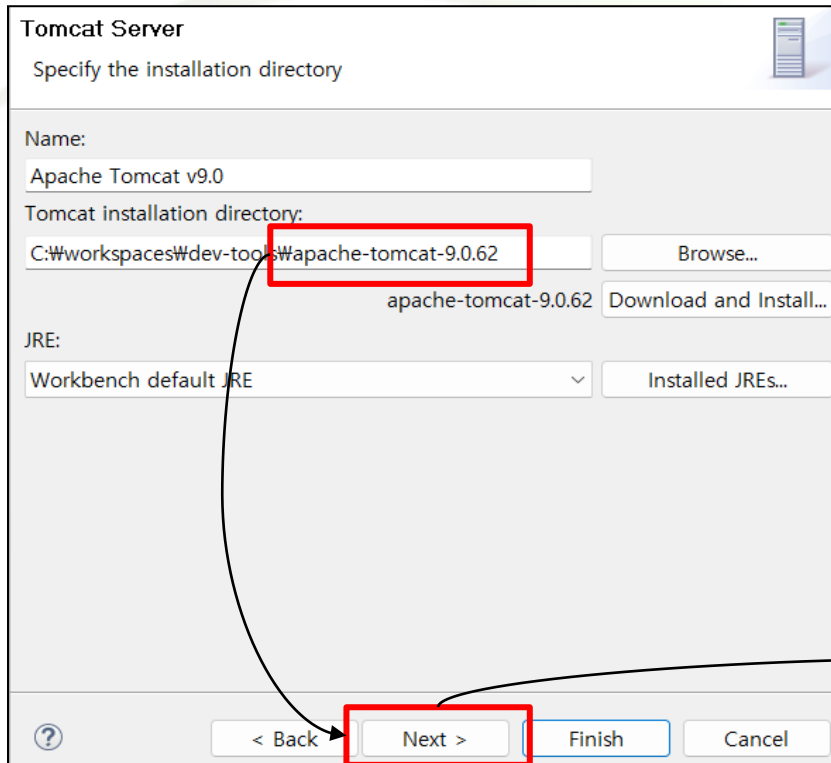 Tomcat Server
Specify the installation directory
Name:
Apache Tomcat v9.0
Tomcat installation directory:
C:₩workspaces₩dev-tools₩apache-tomcat-9.0.62
Browse...
apache-tomcat-9.0.62
Download and Install...
JRE:
Workbench default JRE
Installed JREs...
?
< Back
Next >
Finish
Cancel